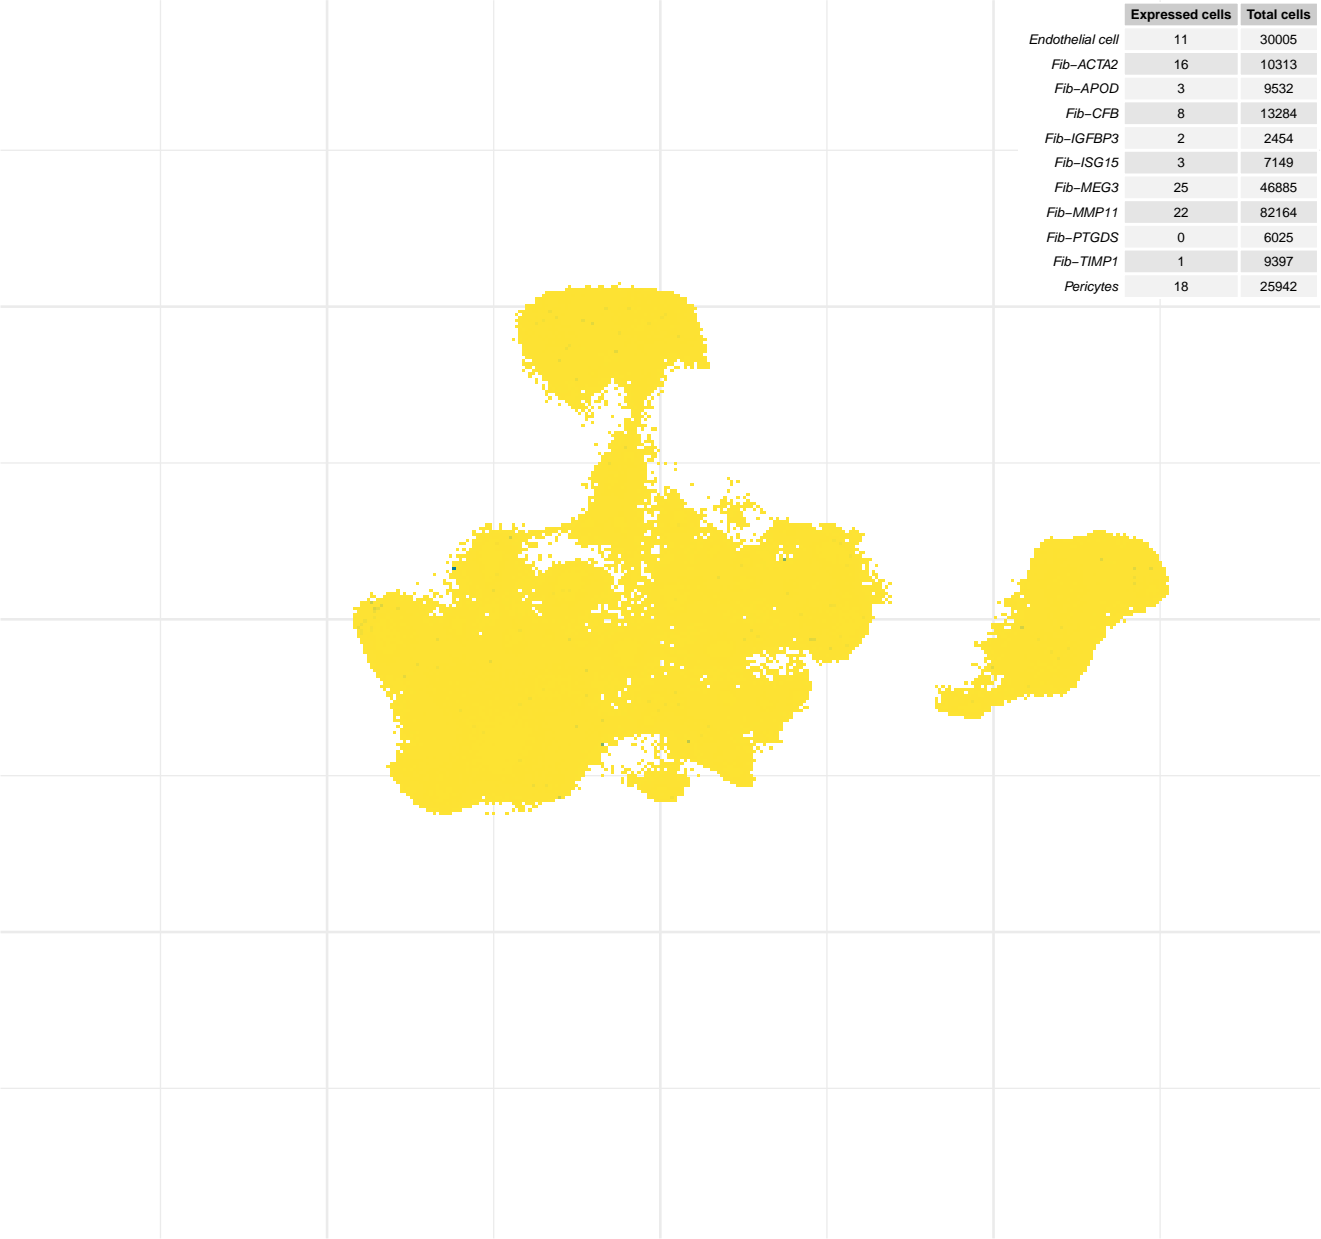 Expressed cells Total cells
Endothelial cell 11 30005
Fib−ACTA2 16 10313
Fib−APOD 3 9532
Fib−CFB 8 13284
Fib−IGFBP3 2 2454
Fib−ISG15 3 7149
Fib−MEG3 25 46885
Fib−MMP11 22 82164
Fib−PTGDS 0 6025
Fib−TIMP1 1 9397
Pericytes 18 25942